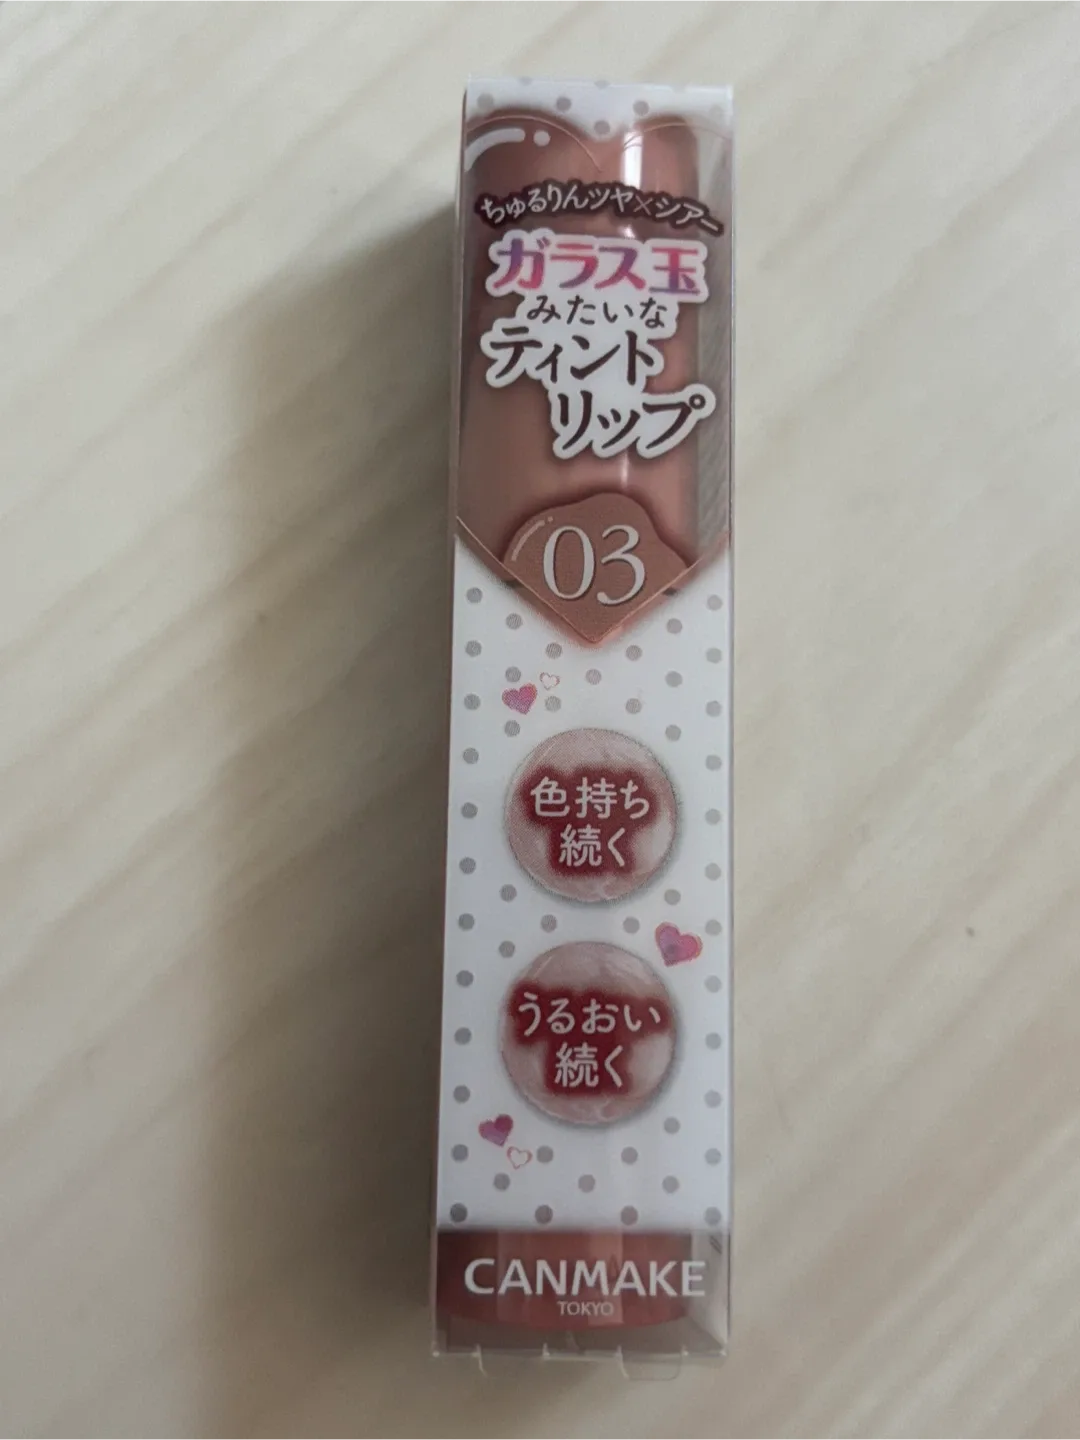 ちゅるりんツヤ×シアー
ガラス玉
みたいな
ティント
リップ
03
色持ち
続く
うるおい
続く
CANMAKE
TOKYO